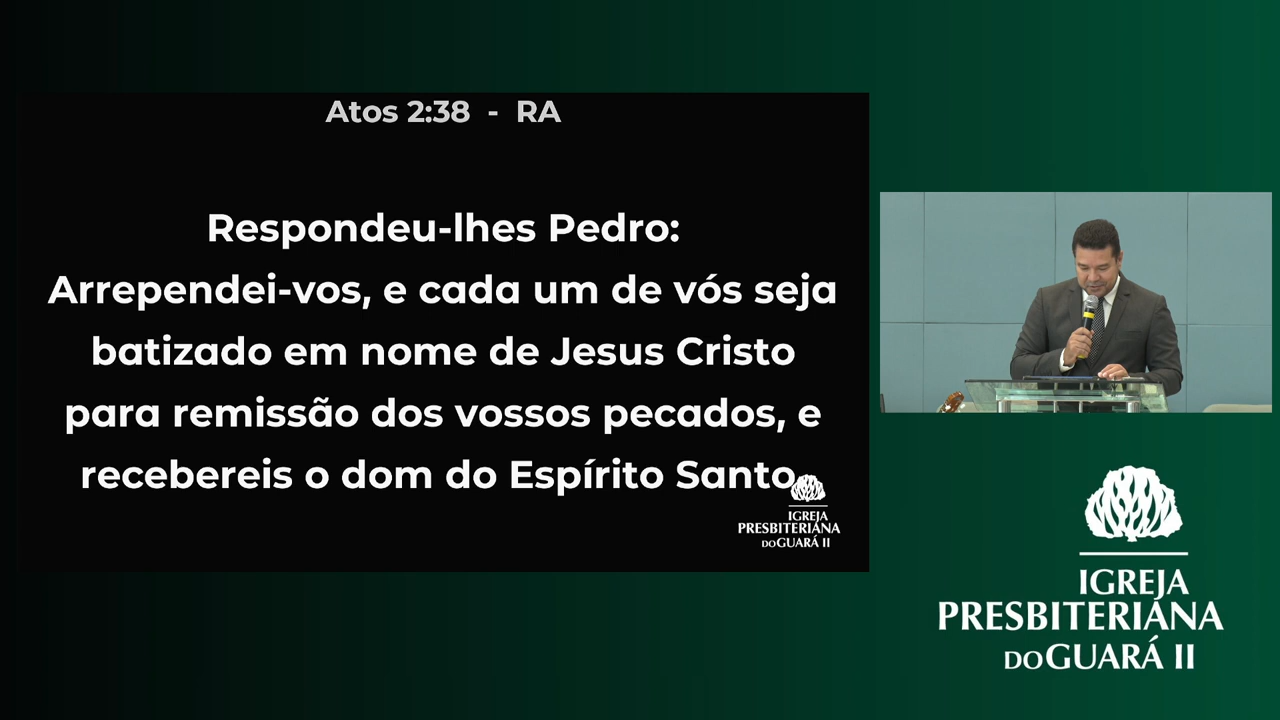 Atos 2:38 - RA
Respondeu-lhes Pedro:
Arrependei-vos, e cada um de vós seja
batizado em nome de Jesus Cristo
para remissão dos vossos pecados, e
recebereis o dom do Espírito Santo.
IGREJA
PRESBITERIANA
DO GUARÁ II
IGREJA
PRESBITERIANA
DO GUARÁ II